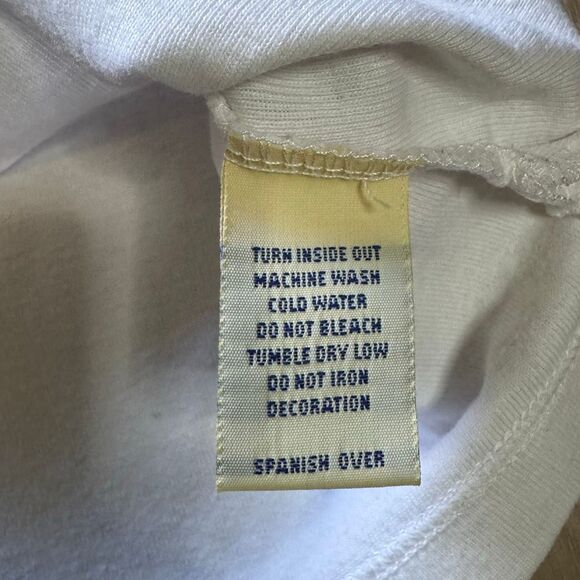 TURN INSIDE OUT
MACHINE WASH
COLD WATER
DO NOT BLEACH
TUMBLE DRY LOW
DO NOT IRON
DECORATION
SPANISH OVER